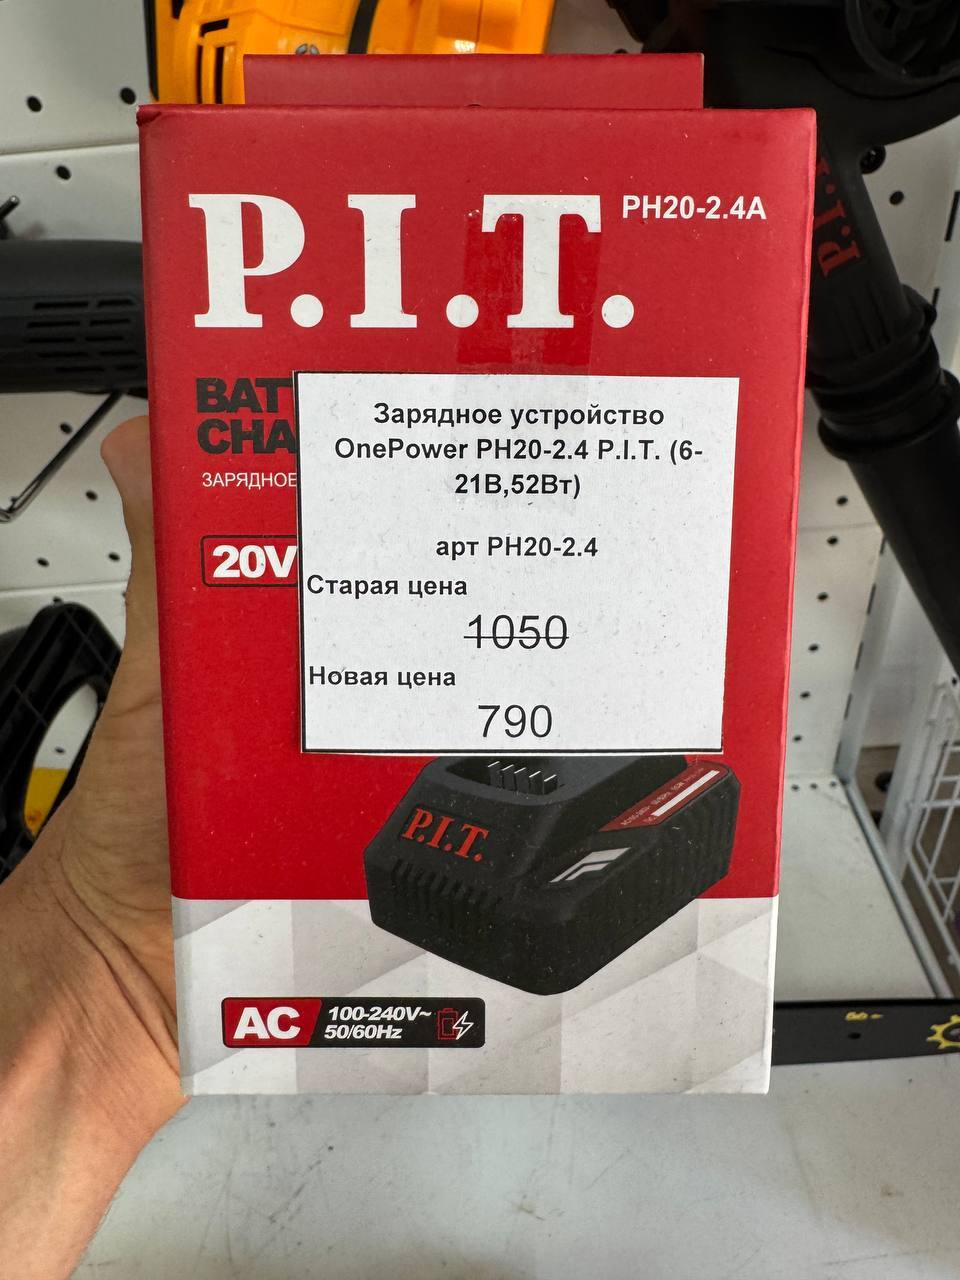 P.I.T.
PH20-2.4A
BATT
CHA
ЗАРЯДНОЕ
20V
Зарядное устройство
OnePower PH20-2.4 P.I.T. (6-
21В,52Вт)
арт PH20-2.4
Старая цена
1050
Новая цена
790
P.I.T.
AC
100-240V~
50/60Hz
P.I.T